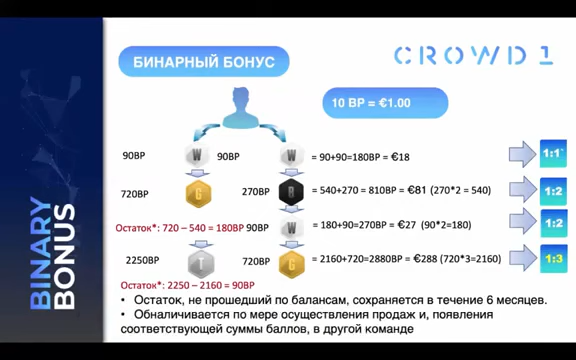 БИНАРНЫЙ БОНУС
CROWD1
10 BP = €1.00
BINARY
BONUS
90BP W 90BP W = 90+90=180BP = €18 1:1
720BP G 270BP B = 540+270 = 810BP = €81 (270*2 = 540) 1:2
Остаток*: 720 – 540 = 180BP 90BP W = 180+90=270BP = €27 (90*2=180) 1:2
2250BP T 720BP G = 2160+720=2880BP = €288 (720*3=2160) 1:3
Остаток*: 2250 - 2160 = 90BP
• Остаток, не прошедший по балансам, сохраняется в течение 6 месяцев.
• Обналичивается по мере осуществления продаж и, появления
соответствующей суммы баллов, в другой команде